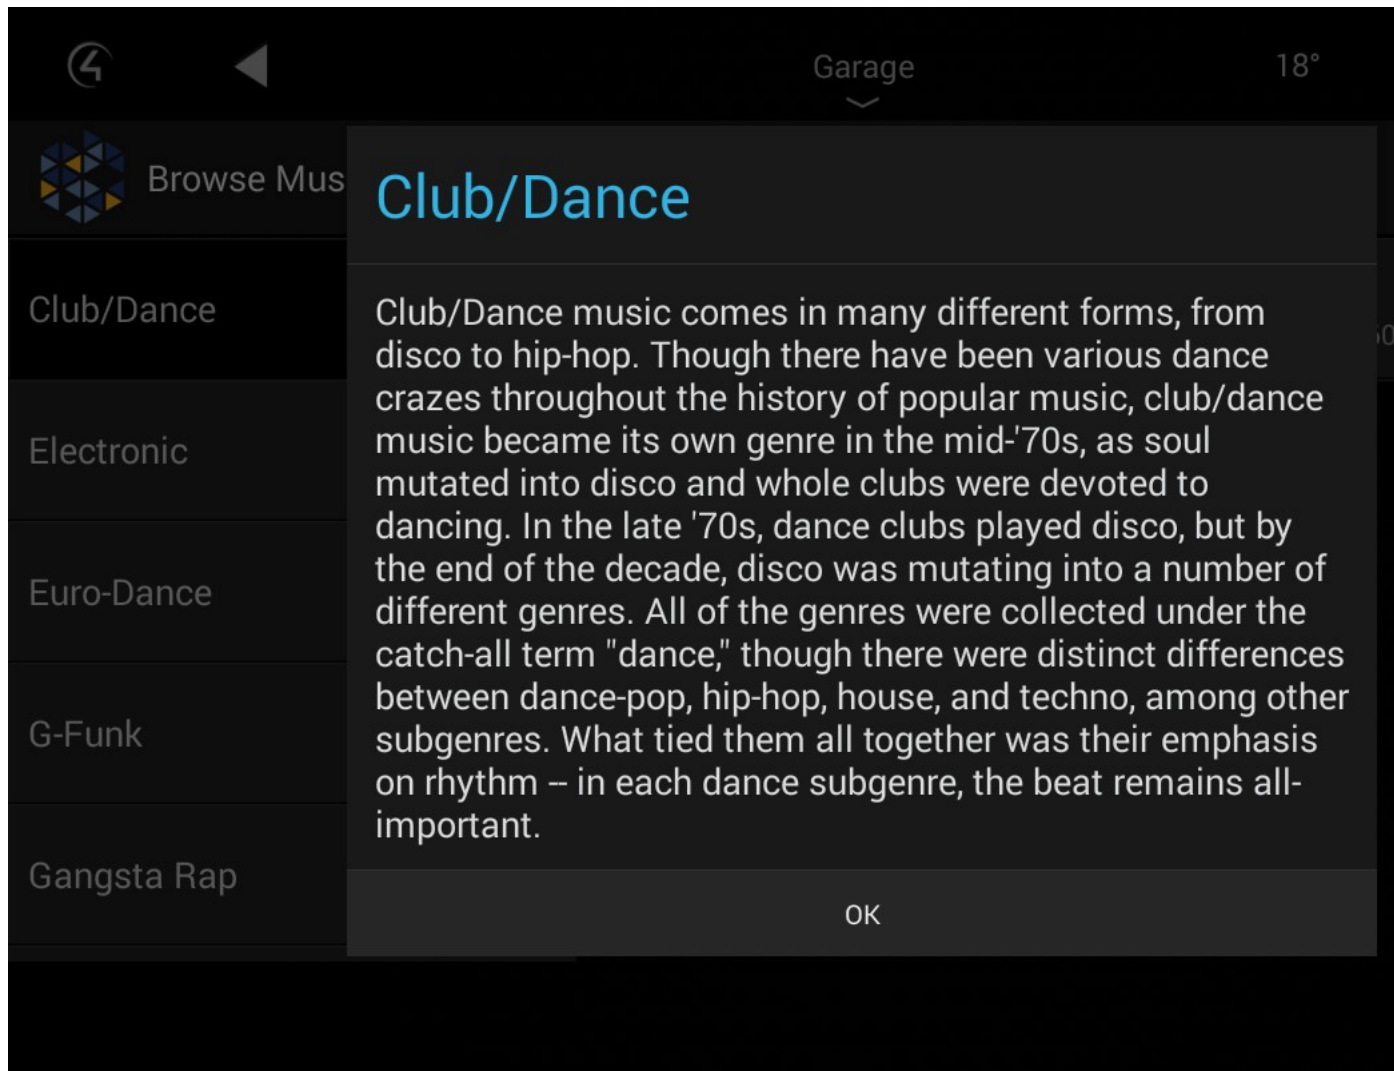 Garage
18°
Browse Mus
Club/Dance
Club/Dance
Electronic
Euro-Dance
G-Funk
Gangsta Rap
Club/Dance music comes in many different forms, from
disco to hip-hop. Though there have been various dance
crazes throughout the history of popular music, club/dance
music became its own genre in the mid-'70s, as soul
mutated into disco and whole clubs were devoted to
dancing. In the late '70s, dance clubs played disco, but by
the end of the decade, disco was mutating into a number of
different genres. All of the genres were collected under the
catch-all term "dance," though there were distinct differences
between dance-pop, hip-hop, house, and techno, among other
subgenres. What tied them all together was their emphasis
on rhythm -- in each dance subgenre, the beat remains all-
important.
OK